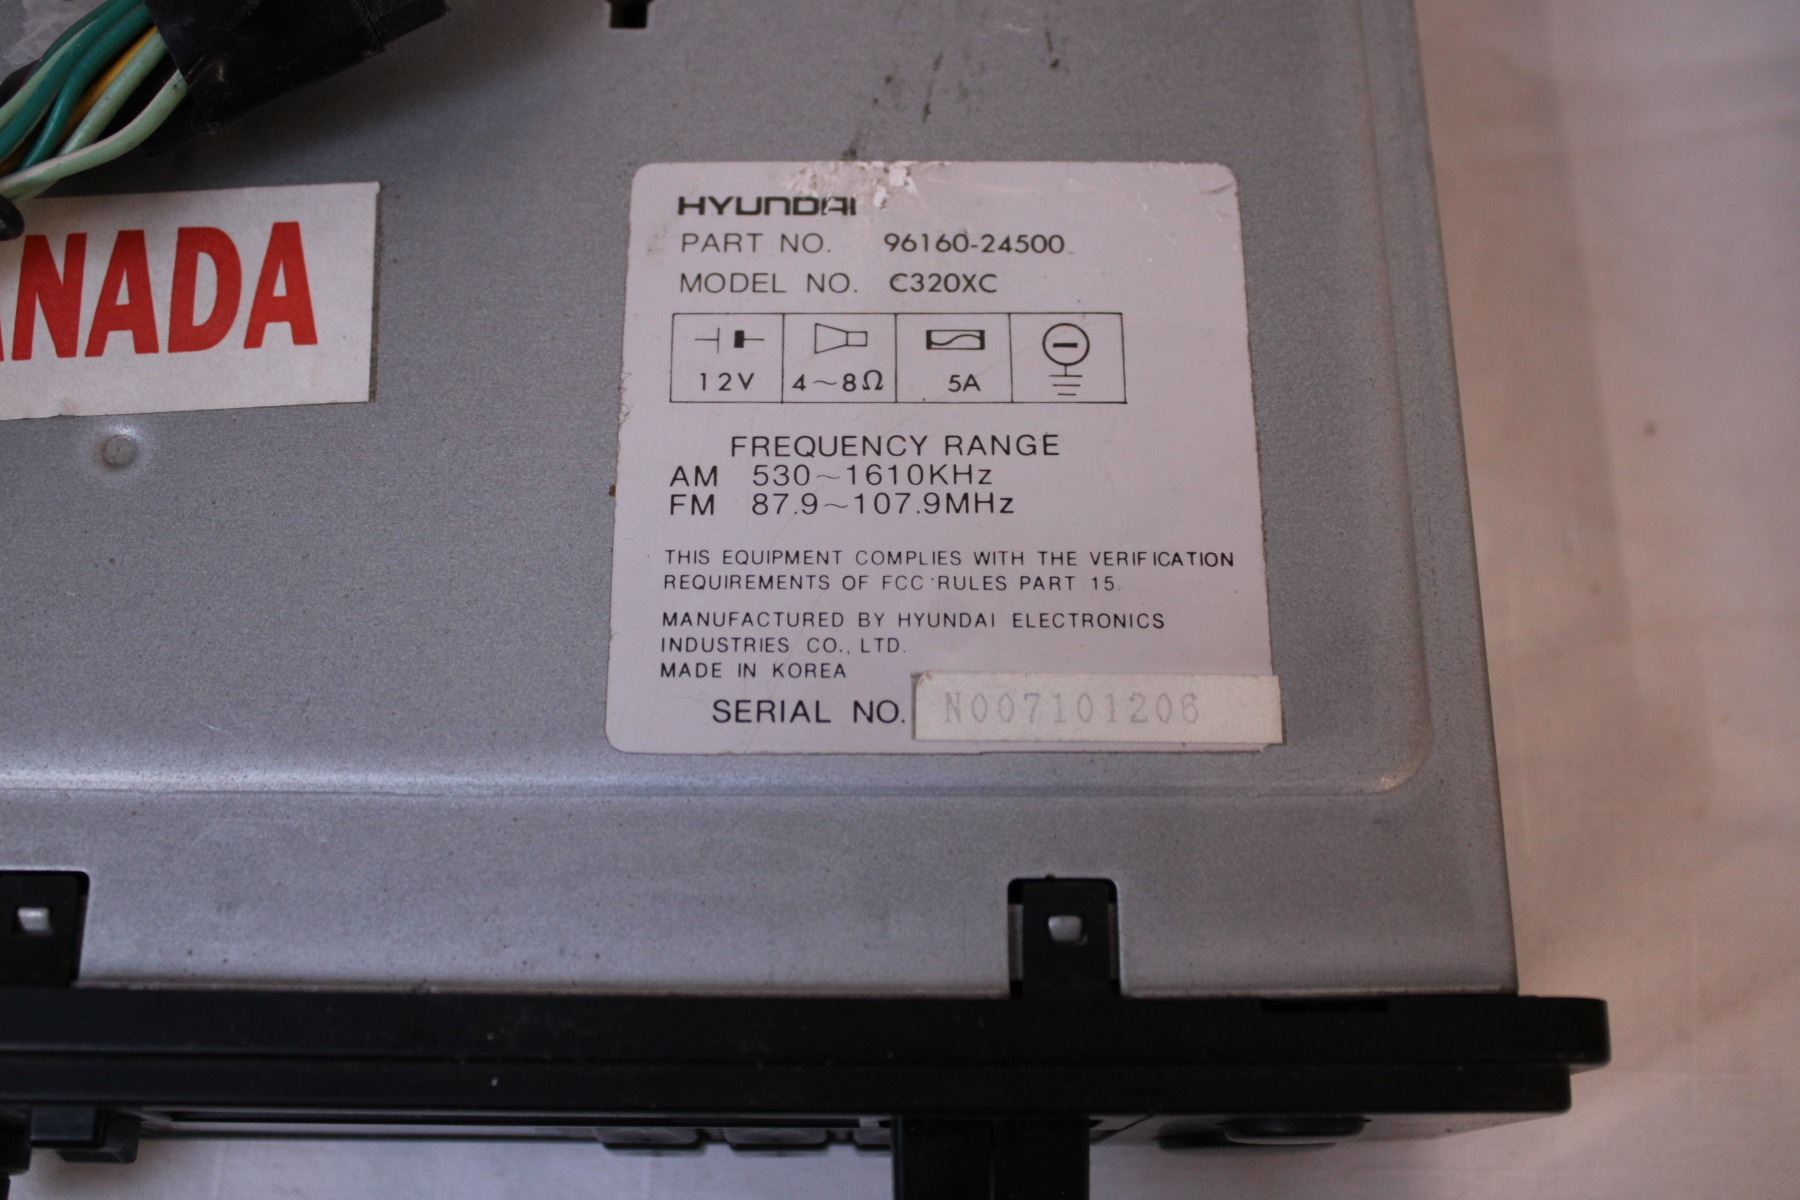 ANADA
HYUNDAI
PART NO. 96160-24500
MODEL NO. C320XC
12V 4~8Ω 5A
FREQUENCY RANGE
AM 530~1610KHz
FM 87.9~107.9MHz
THIS EQUIPMENT COMPLIES WITH THE VERIFICATION
REQUIREMENTS OF FCC RULES PART 15.
MANUFACTURED BY HYUNDAI ELECTRONICS
INDUSTRIES CO., LTD.
MADE IN KOREA
SERIAL NO. N007101206